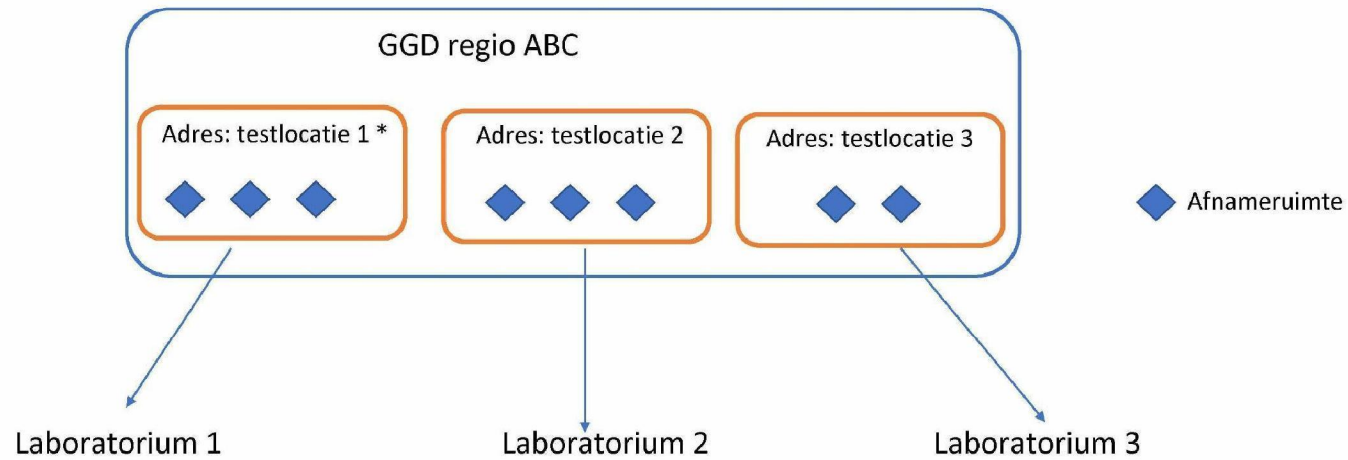 GGD regio ABC
Adres: testlocatie 1 *
Adres: testlocatie 2
Adres: testlocatie 3
Afnameruimte
Laboratorium 1
Laboratorium 2
Laboratorium 3